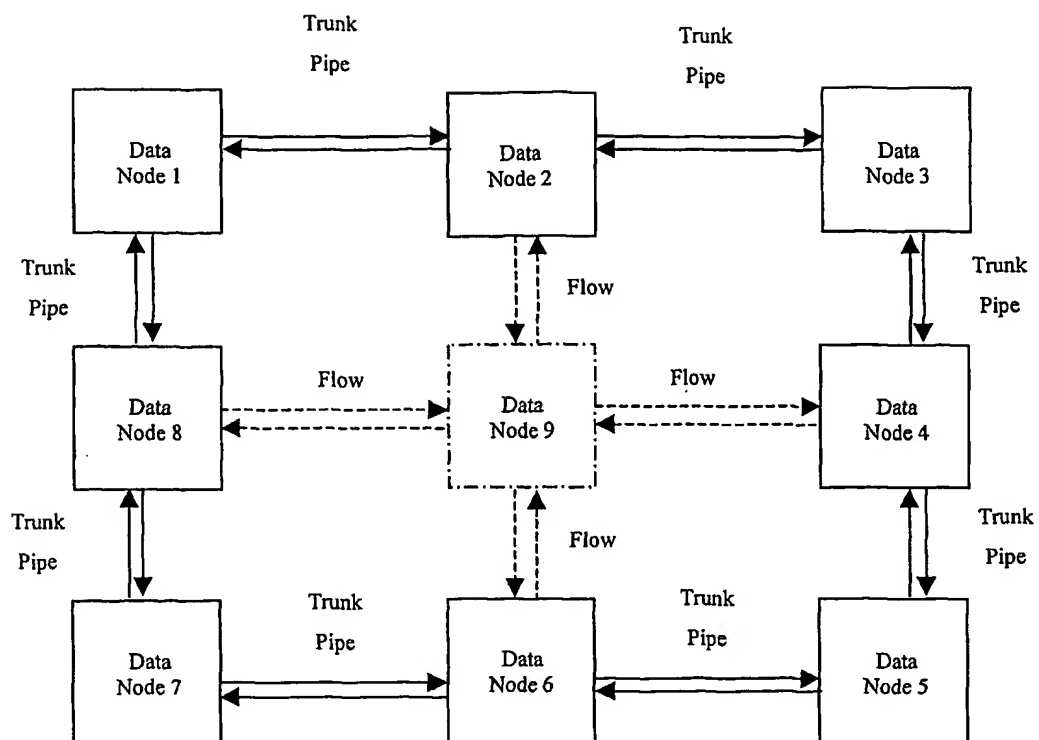 Trunk
Pipe
Trunk
Pipe
Data
Node 1
Data
Node 2
Data
Node 3
Trunk
Pipe
Flow
Trunk
Pipe
Data
Node 8
Flow
Data
Node 9
Flow
Data
Node 4
Trunk
Pipe
Flow
Trunk
Pipe
Trunk
Pipe
Trunk
Pipe
Data
Node 7
Data
Node 6
Data
Node 5